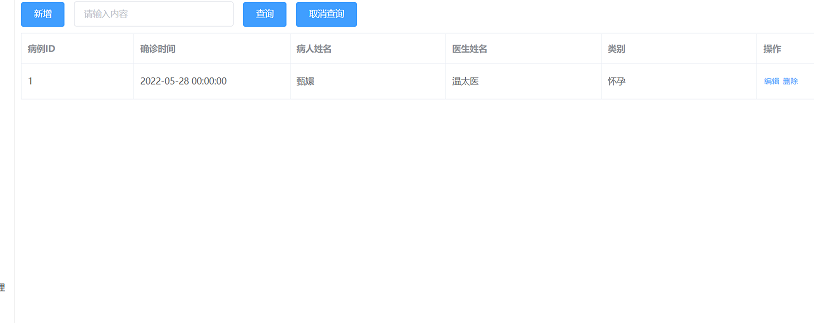 新增 请输入内容 查询 取消查询
病例ID 确诊时间 病人姓名 医生姓名 类别 操作
1 2022-05-28 00:00:00 甄嬛 温太医 怀孕 编辑 删除
理